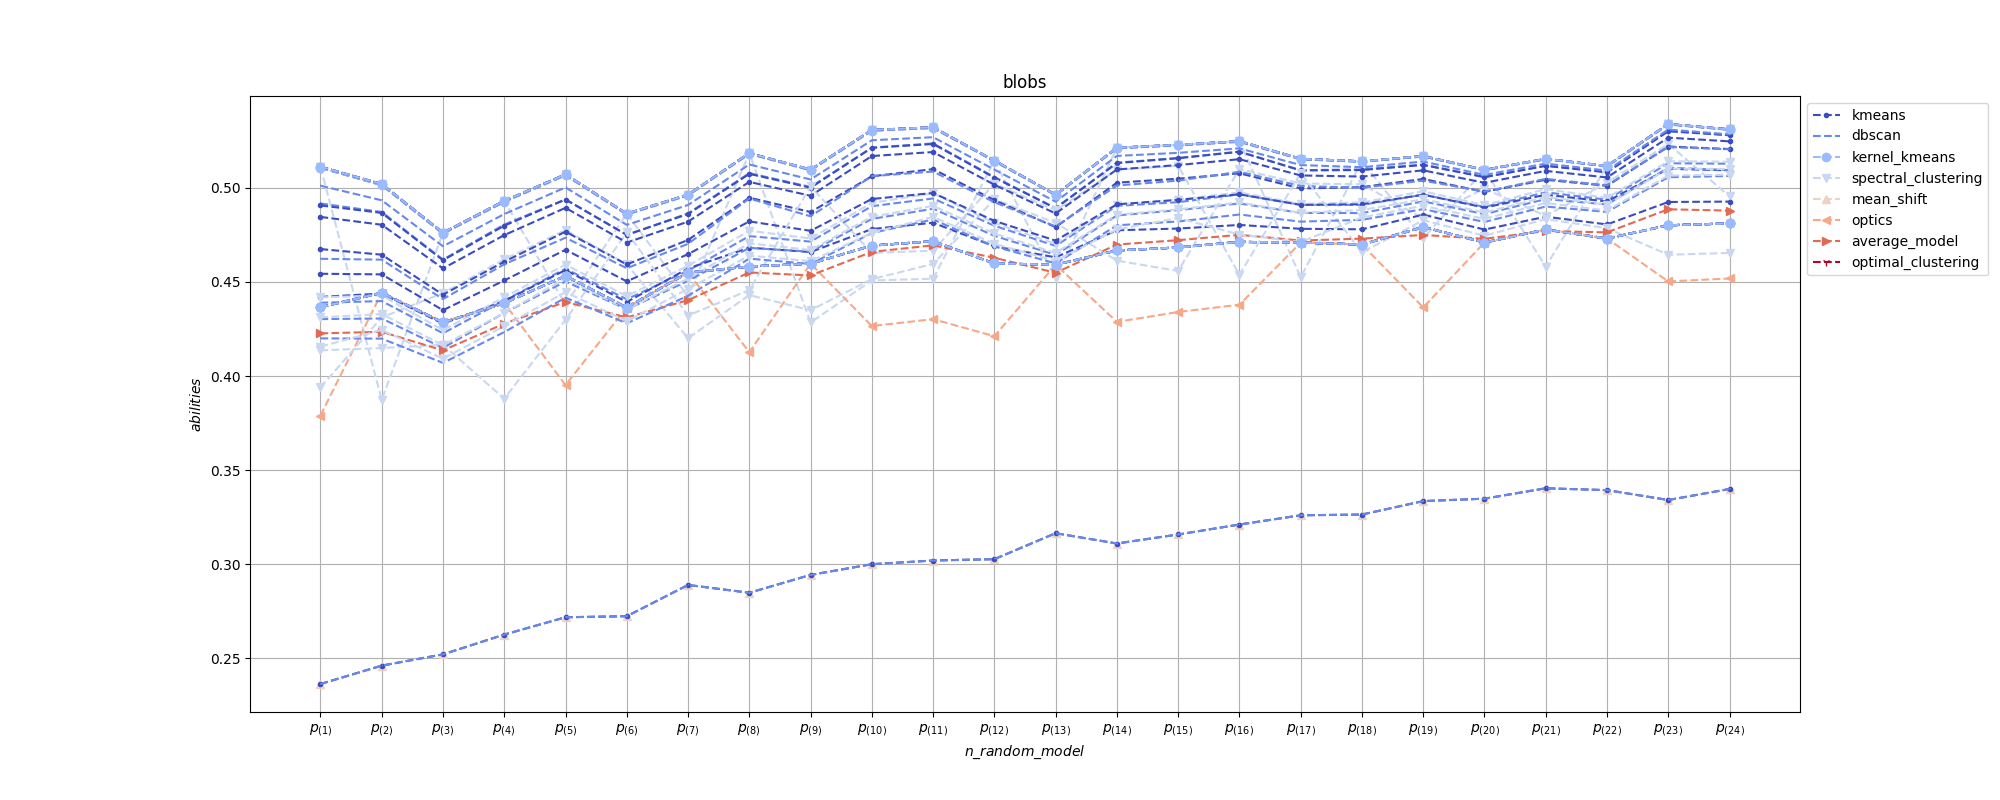 blobs
kmeans
dbscan
kernel_kmeans
spectral_clustering
mean_shift
optics
average_model
optimal_clustering
abilities
0.50
0.45
0.40
0.35
0.30
0.25
p(1) p(2) p(3) p(4) p(5) p(6) p(7) p(8) p(9) p(10) p(11) p(12) p(13) p(14) p(15) p(16) p(17) p(18) p(19) p(20) p(21) p(22) p(23) p(24)
n_random_model